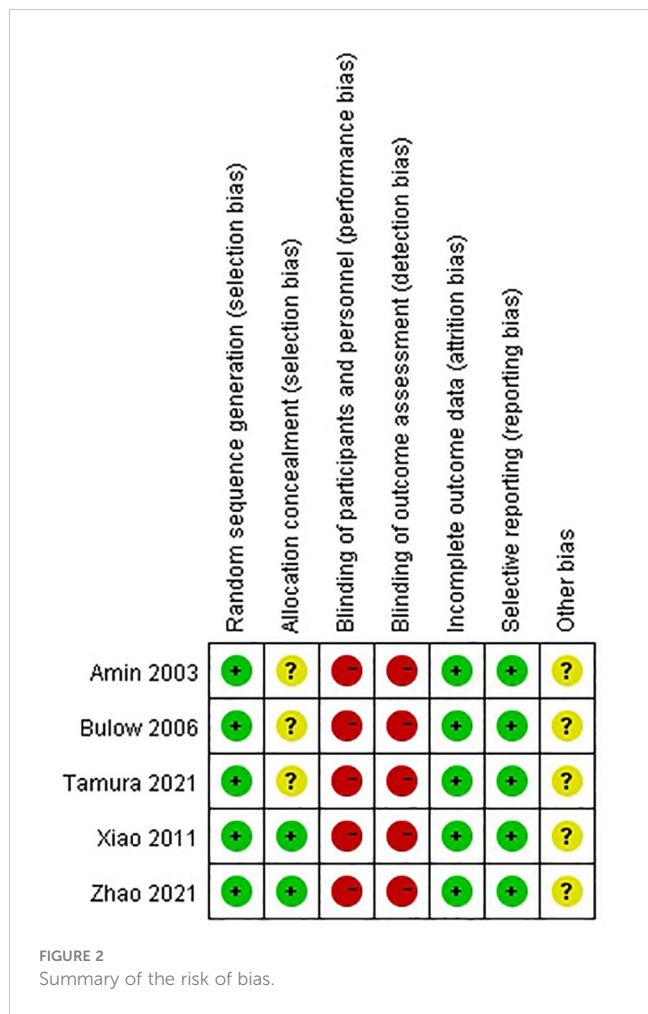 Random sequence generation (selection bias)
Allocation concealment (selection bias)
Blinding of participants and personnel (performance bias)
Blinding of outcome assessment (detection bias)
Incomplete outcome data (attrition bias)
Selective reporting (reporting bias)
Other bias
Amin 2003 + ? - - + + ?
Bulow 2006 + ? - - + + ?
Tamura 2021 + ? - - + + ?
Xiao 2011 + + - - + + ?
Zhao 2021 + + - - + + ?
FIGURE 2
Summary of the risk of bias.